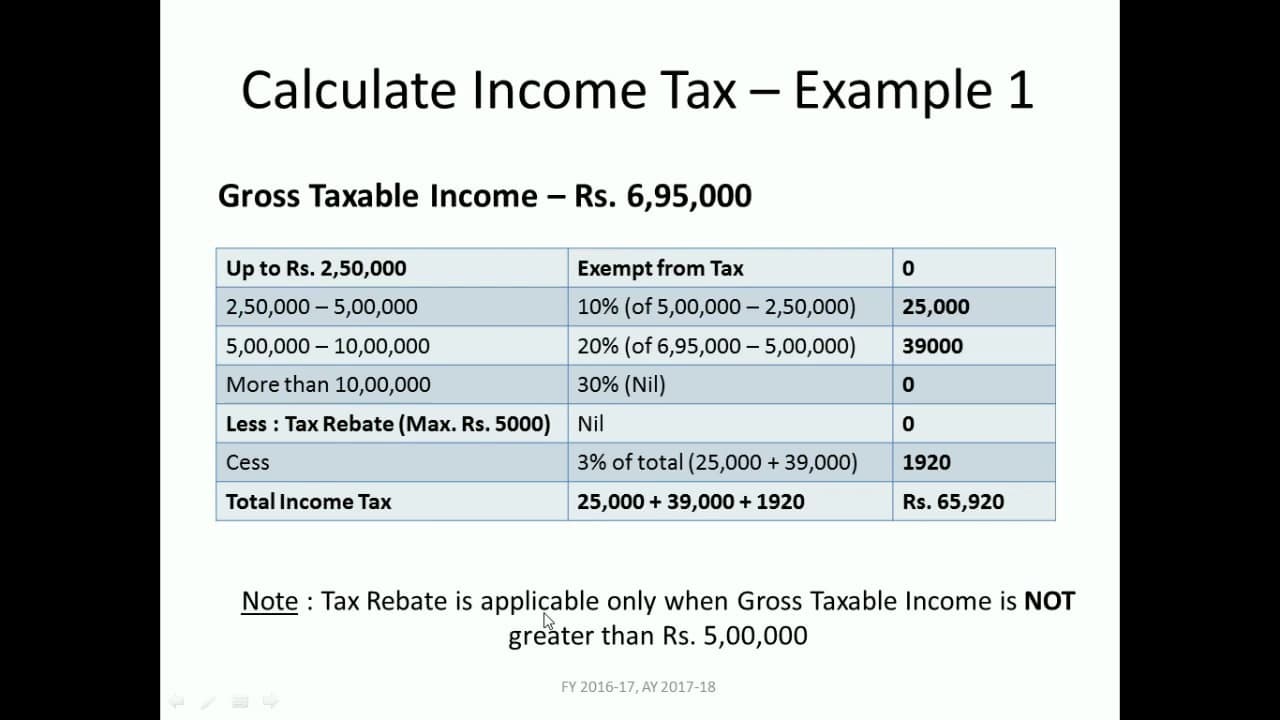 Calculate Income Tax – Example 1
Gross Taxable Income – Rs. 6,95,000
Up to Rs. 2,50,000 Exempt from Tax 0
2,50,000 – 5,00,000 10% (of 5,00,000 – 2,50,000) 25,000
5,00,000 – 10,00,000 20% (of 6,95,000 – 5,00,000) 39000
More than 10,00,000 30% (Nil) 0
Less : Tax Rebate (Max. Rs. 5000) Nil 0
Cess 3% of total (25,000 + 39,000) 1920
Total Income Tax 25,000 + 39,000 + 1920 Rs. 65,920
Note : Tax Rebate is applicable only when Gross Taxable Income is NOT
greater than Rs. 5,00,000
FY 2016-17, AY 2017-18